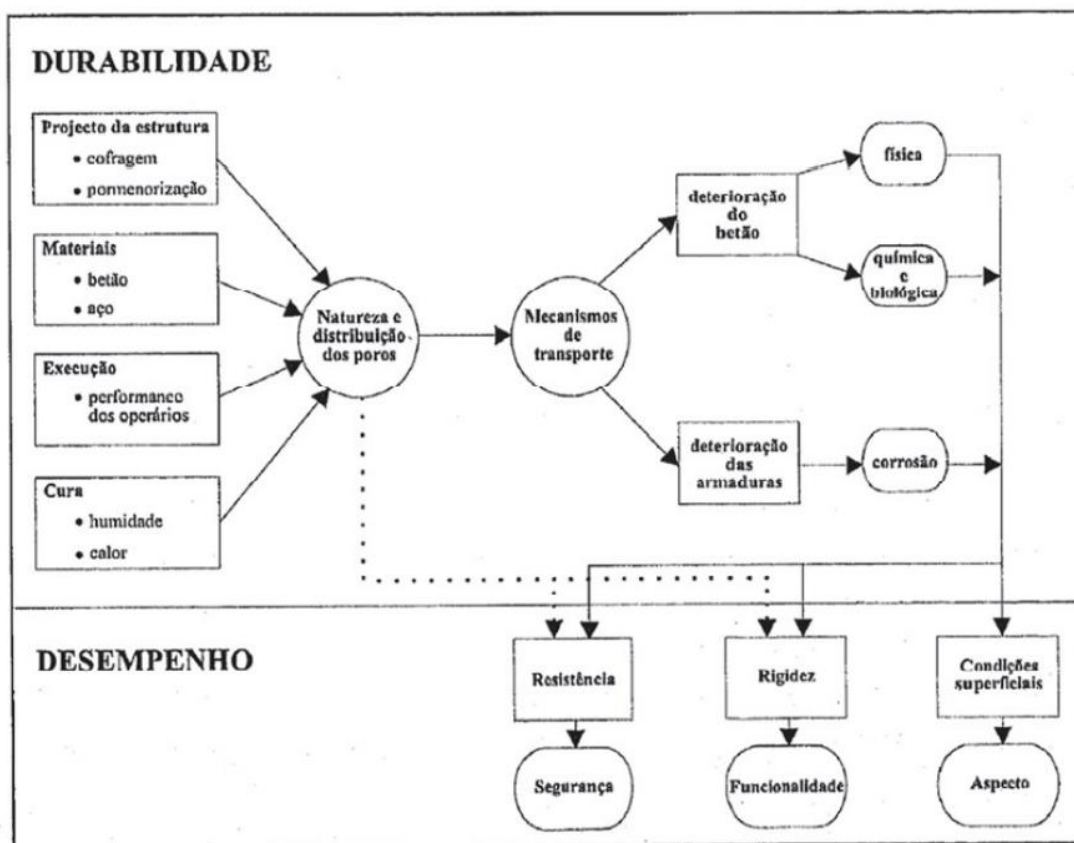 DURABILIDADE
Projecto da estrutura
• cofragem
• pormenorização
Materiais
• betão
• aço
Execução
• performance
dos operários
Cura
• humidade
• calor
Natureza e
distribuição
dos poros
Mecanismos
de
transporte
deterioração
do
betão
física
química
e
biológica
deterioração
das
armaduras
corrosão
DESEMPENHO
Resistência
Rigidez
Condições
superficiais
Segurança
Funcionalidade
Aspecto